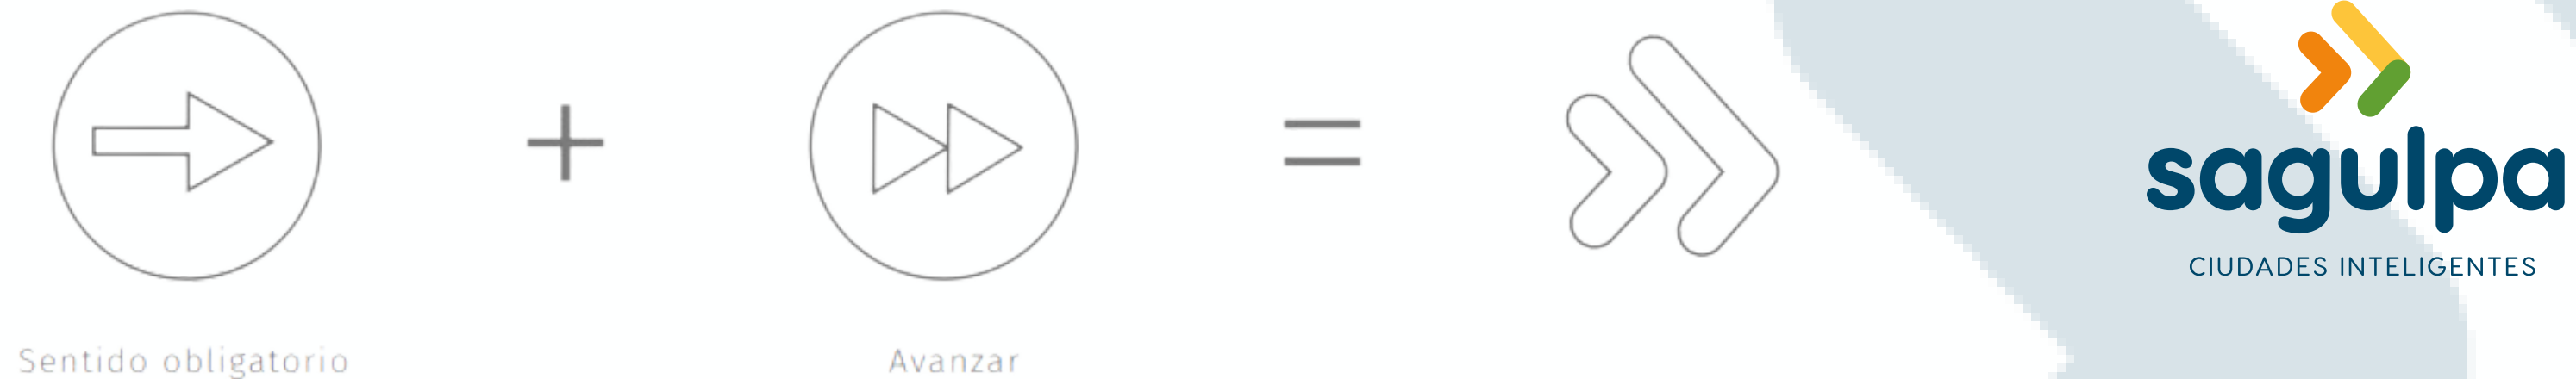 Sentido obligatorio
+
Avanzar
=
sagulpa
CIUDADES INTELIGENTES